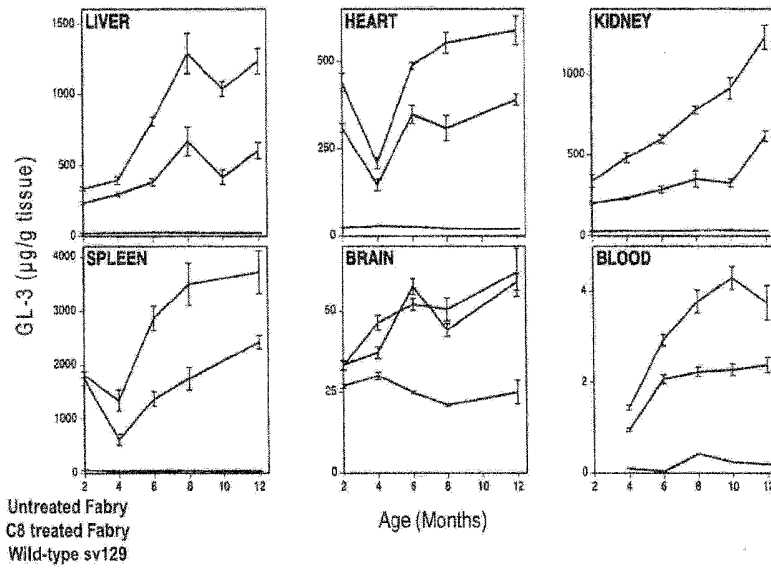 LIVER
1600
1000
500
0
HEART
500
250
0
KIDNEY
1000
500
0
GL-3 (µg/g tissue)
SPLEEN
4000
3000
2000
1000
0
2 4 6 8 10 12
BRAIN
50
25
0
2 4 6 8 10 12
BLOOD
4
2
0
2 4 6 8 10 12
Age (Months)
Untreated Fabry
C8 treated Fabry
Wild-type sv129